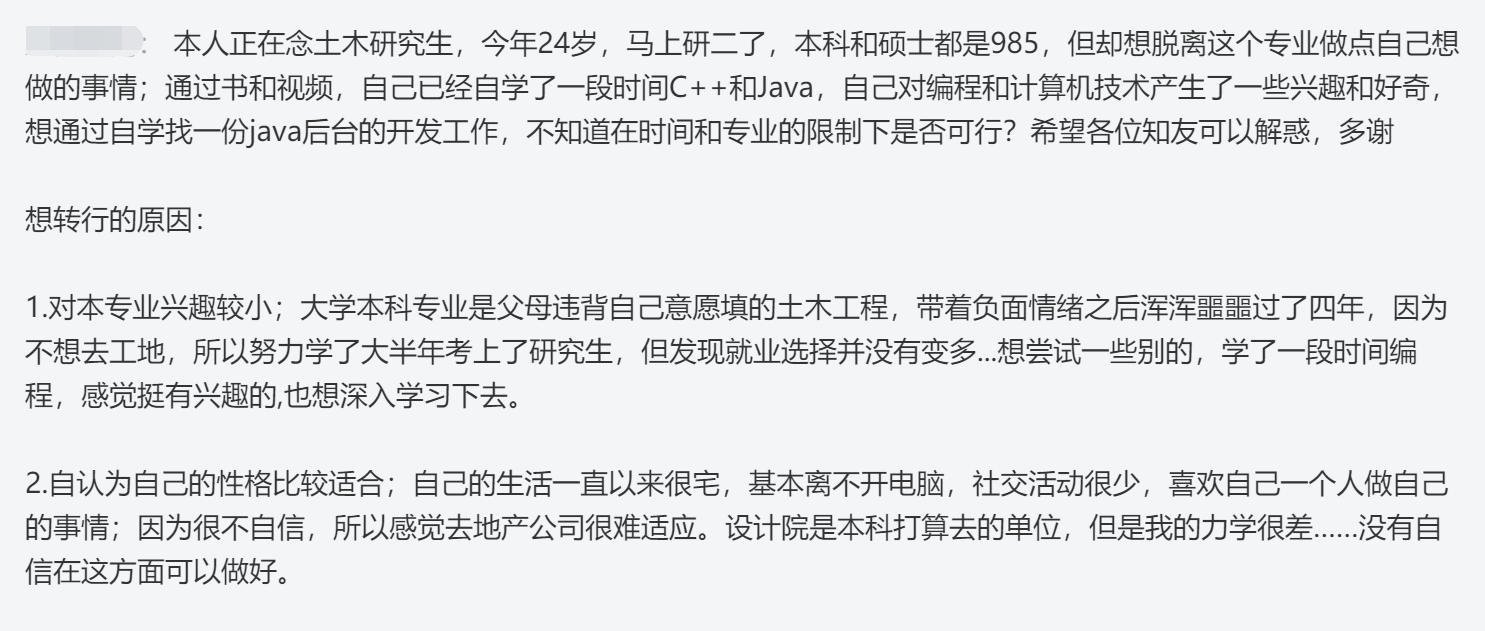 本人正在念土木研究生，今年24岁，马上研二了，本科和硕士都是985，但却想脱离这个专业做点自己想
做的事情；通过书和视频，自己已经自学了一段时间C++和Java，自己对编程和计算机技术产生了一些兴趣和好奇，
想通过自学找一份java后台的开发工作，不知道在时间和专业的限制下是否可行？希望各位知友可以解惑，多谢
想转行的原因：
1.对本专业兴趣较小；大学本科专业是父母违背自己意愿填的土木工程，带着负面情绪之后浑浑噩噩过了四年，因为
不想去工地，所以努力学了大半年考上了研究生，但发现就业选择并没有变多...想尝试一些别的，学了一段时间编
程，感觉挺有兴趣的,也想深入学习下去。
2.自认为自己的性格比较适合；自己的生活一直以来很宅，基本离不开电脑，社交活动很少，喜欢自己一个人做自己
的事情；因为很不自信，所以感觉去地产公司很难适应。设计院是本科打算去的单位，但是我的力学很差......没有自
信在这方面可以做好。